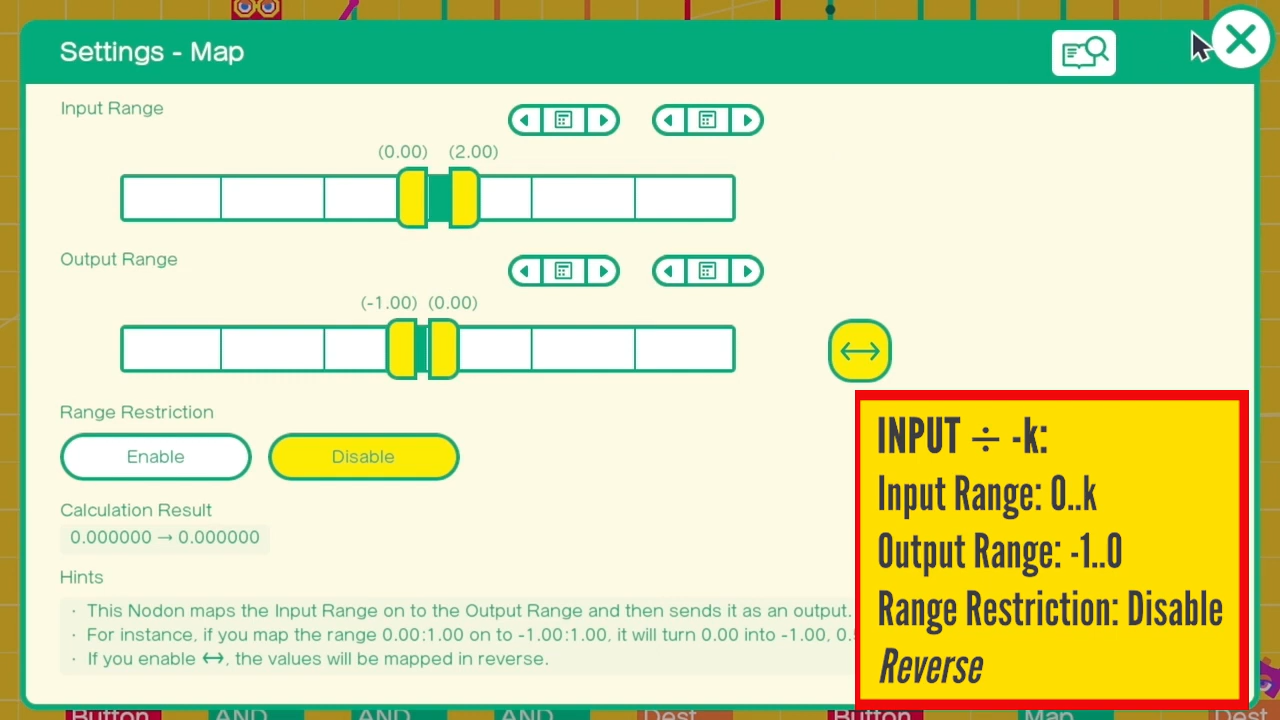 Settings - Map
Input Range
(0.00) (2.00)
Output Range
(-1.00) (0.00)
Range Restriction
Enable Disable
Calculation Result
0.000000 → 0.000000
Hints
· This Nodon maps the Input Range on to the Output Range and then sends it as an output.
· For instance, if you map the range 0.00:1.00 on to -1.00:1.00, it will turn 0.00 into -1.00,
· If you enable ↔, the values will be mapped in reverse.
INPUT ÷ -k:
Input Range: 0..k
Output Range: -1..0
Range Restriction: Disable
Reverse
Button AND AND AND Dest Button Map Dest